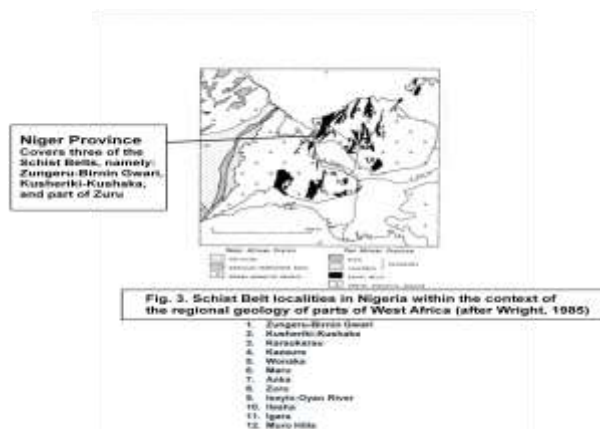 Niger Province
Covers three of the
Schist Belts, namely:
Zungeru-Birnin Gwari,
Kusheriki-Kushaka,
and part of Zuru
Fig. 3. Schist Belt localities in Nigeria within the context of
the regional geology of parts of West Africa (after Wright, 1985)
1. Zungeru-Birnin Gwari
2. Kusheriki-Kushaka
3. Karaukarau
4. Kazaure
5. Wonaka
6. Maru
7. Anka
8. Zuru
9. Iseyin-Oyan River
10. Ilesha
11. Igara
12. Muro Hills